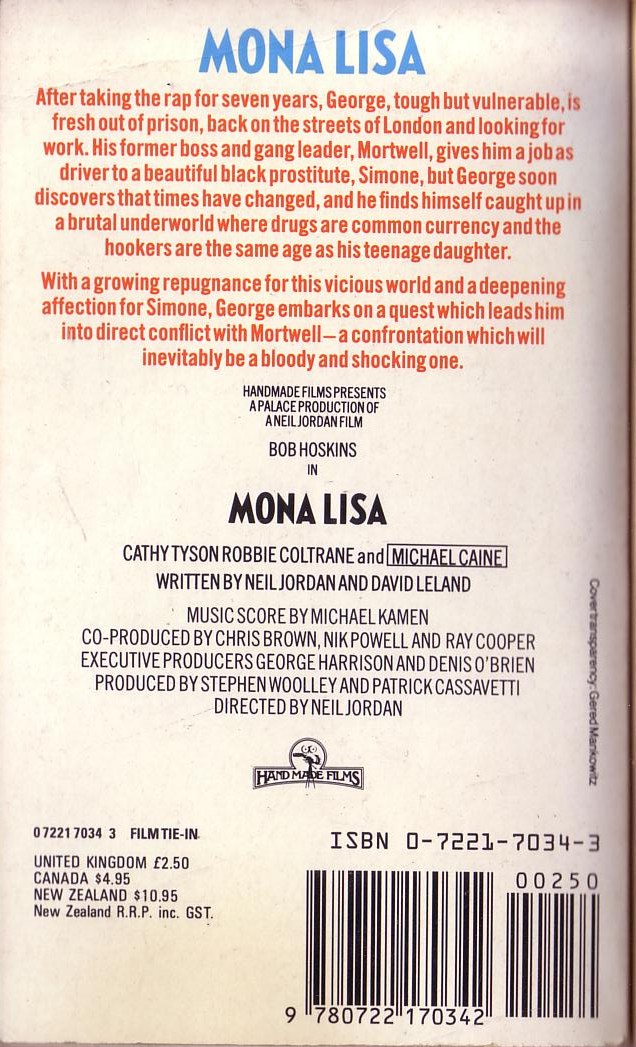 MONA LISA
After taking the rap for seven years, George, tough but vulnerable, is
fresh out of prison, back on the streets of London and looking for
work. His former boss and gang leader, Mortwell, gives him a job as
driver to a beautiful black prostitute, Simone, but George soon
discovers that times have changed, and he finds himself caught up in
a brutal underworld where drugs are common currency and the
hookers are the same age as his teenage daughter.
With a growing repugnance for this vicious world and a deepening
affection for Simone, George embarks on a quest which leads him
into direct conflict with Mortwell—a confrontation which will
inevitably be a bloody and shocking one.
HANDMADE FILMS PRESENTS
A PALACE PRODUCTION OF
A NEIL JORDAN FILM
BOB HOSKINS
IN
MONA LISA
CATHY TYSON ROBBIE COLTRANE and MICHAEL CAINE
WRITTEN BY NEIL JORDAN AND DAVID LELAND
MUSIC SCORE BY MICHAEL KAMEN
CO-PRODUCED BY CHRIS BROWN, NIK POWELL AND RAY COOPER
EXECUTIVE PRODUCERS GEORGE HARRISON AND DENIS O'BRIEN
PRODUCED BY STEPHEN WOOLLEY AND PATRICK CASSAVETTI
DIRECTED BY NEIL JORDAN
HAND MADE FILMS
Cover transparency: Gered Mankowitz
0 7221 7034 3 FILM TIE-IN
UNITED KINGDOM £2.50
CANADA $4.95
NEW ZEALAND $10.95
New Zealand R.R.P. inc. GST.
ISBN 0-7221-7034-3
00250
9 780722 170342